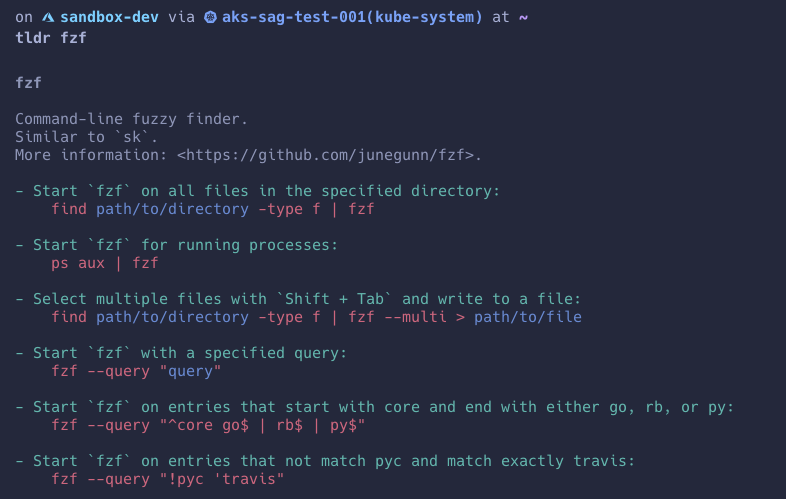 on sandbox-dev via aks-sag-test-001(kube-system) at ~
tldr fzf
fzf
Command-line fuzzy finder.
Similar to `sk`.
More information: <https://github.com/junegunn/fzf>.
- Start `fzf` on all files in the specified directory:
find path/to/directory -type f | fzf
- Start `fzf` for running processes:
ps aux | fzf
- Select multiple files with `Shift + Tab` and write to a file:
find path/to/directory -type f | fzf --multi > path/to/file
- Start `fzf` with a specified query:
fzf --query "query"
- Start `fzf` on entries that start with core and end with either go, rb, or py:
fzf --query "^core go$ | rb$ | py$"
- Start `fzf` on entries that not match pyc and match exactly travis:
fzf --query "!pyc 'travis"